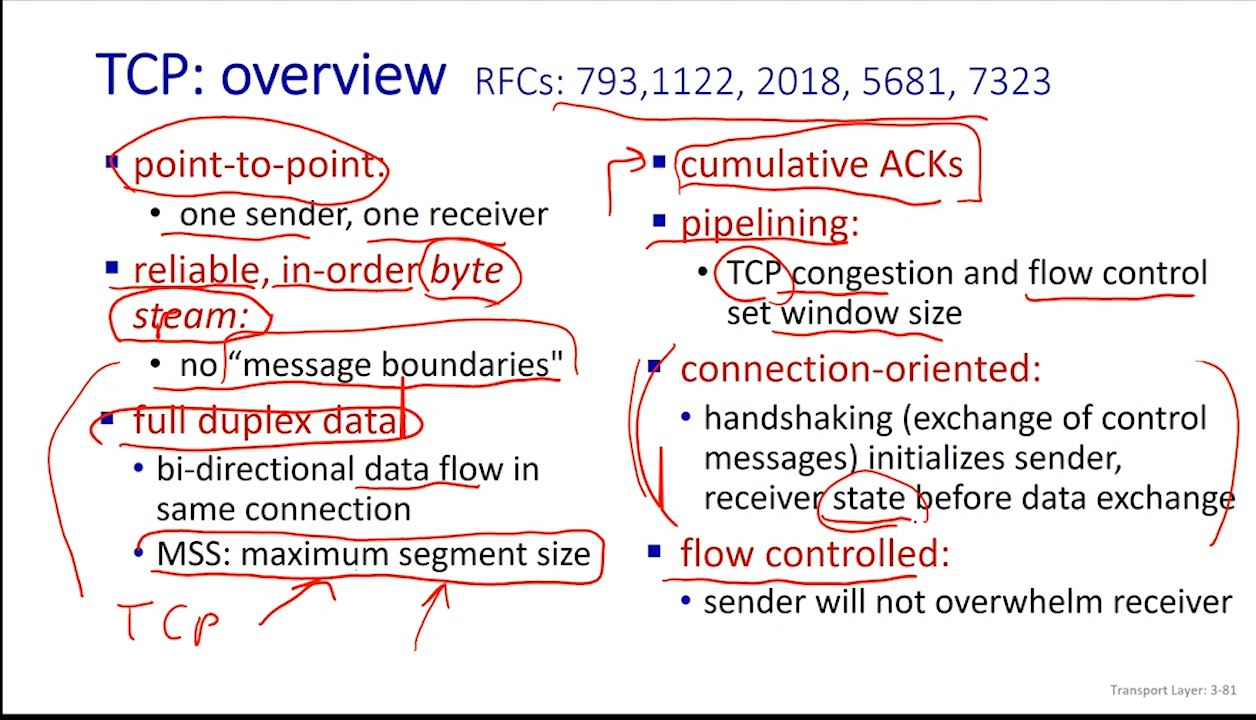 TCP: overview RFCs: 793,1122, 2018, 5681, 7323
point-to-point:
• one sender, one receiver
reliable, in-order byte
steam:
r
• no “message boundaries"
full duplex data
• bi-directional data flow in
same connection
• MSS: maximum segment size
TCP
cumulative ACKs
pipelining:
• TCP congestion and flow control
set window size
connection-oriented:
• handshaking (exchange of control
messages) initializes sender,
receiver state before data exchange
flow controlled:
• sender will not overwhelm receiver
Transport Layer: 3-81